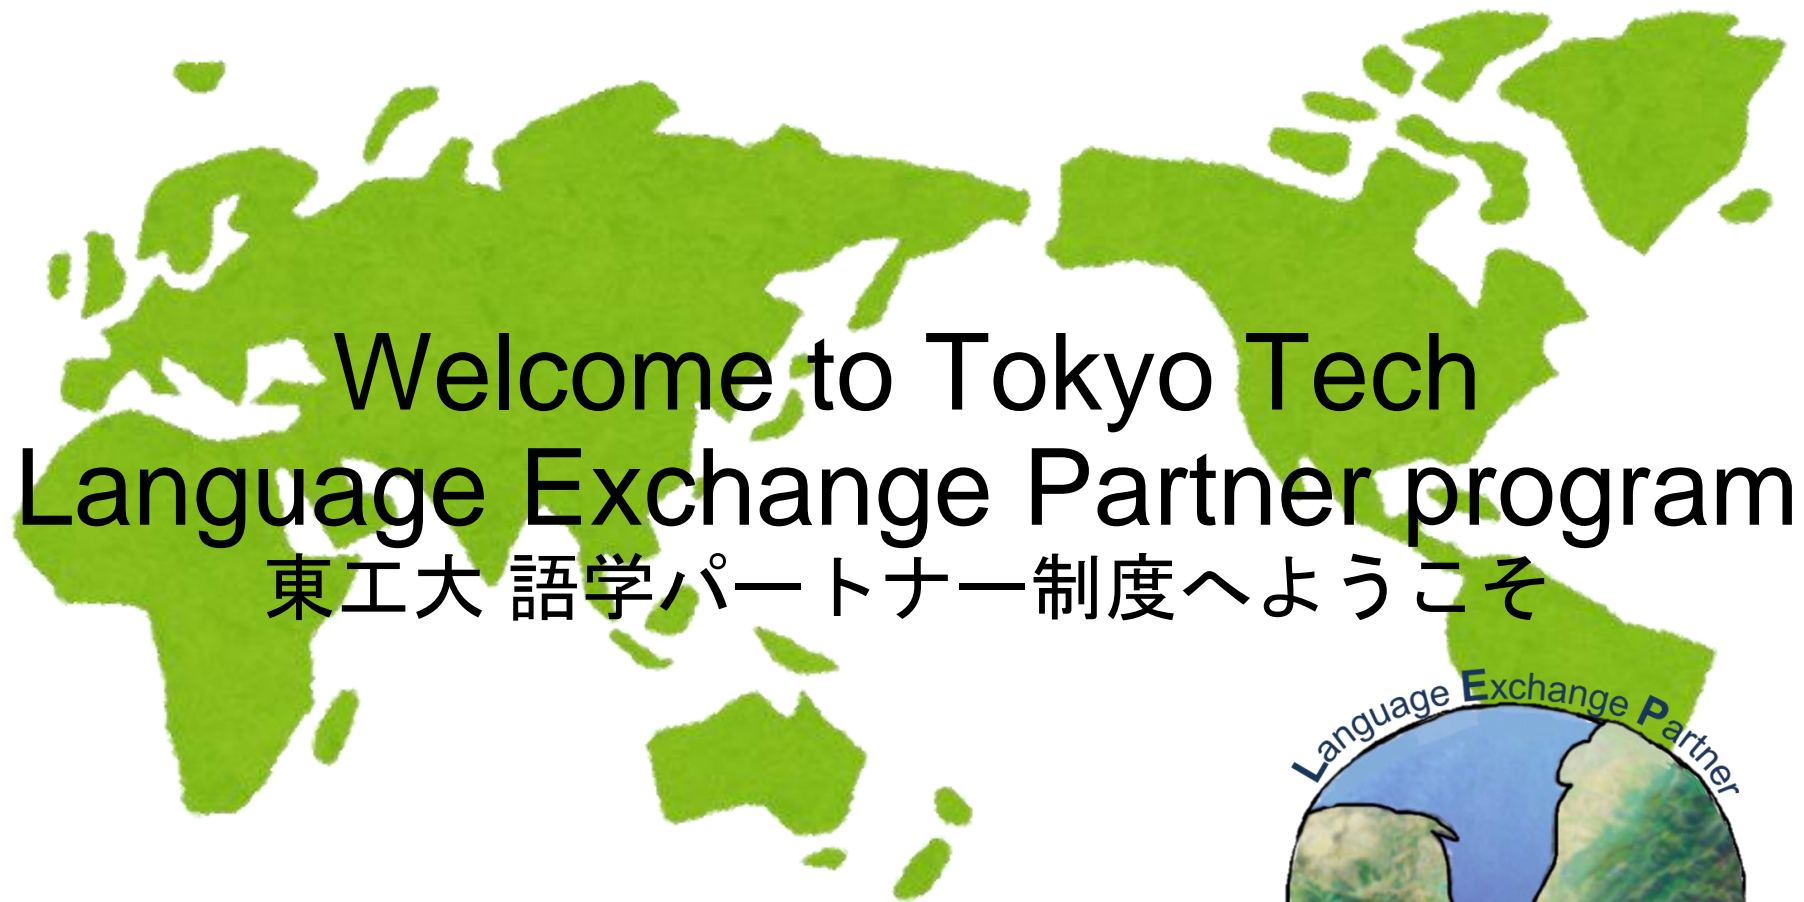 Welcome to Tokyo Tech
Language Exchange Partner program
東工大 語学パートナー制度へようこそ
Language Exchange Partner